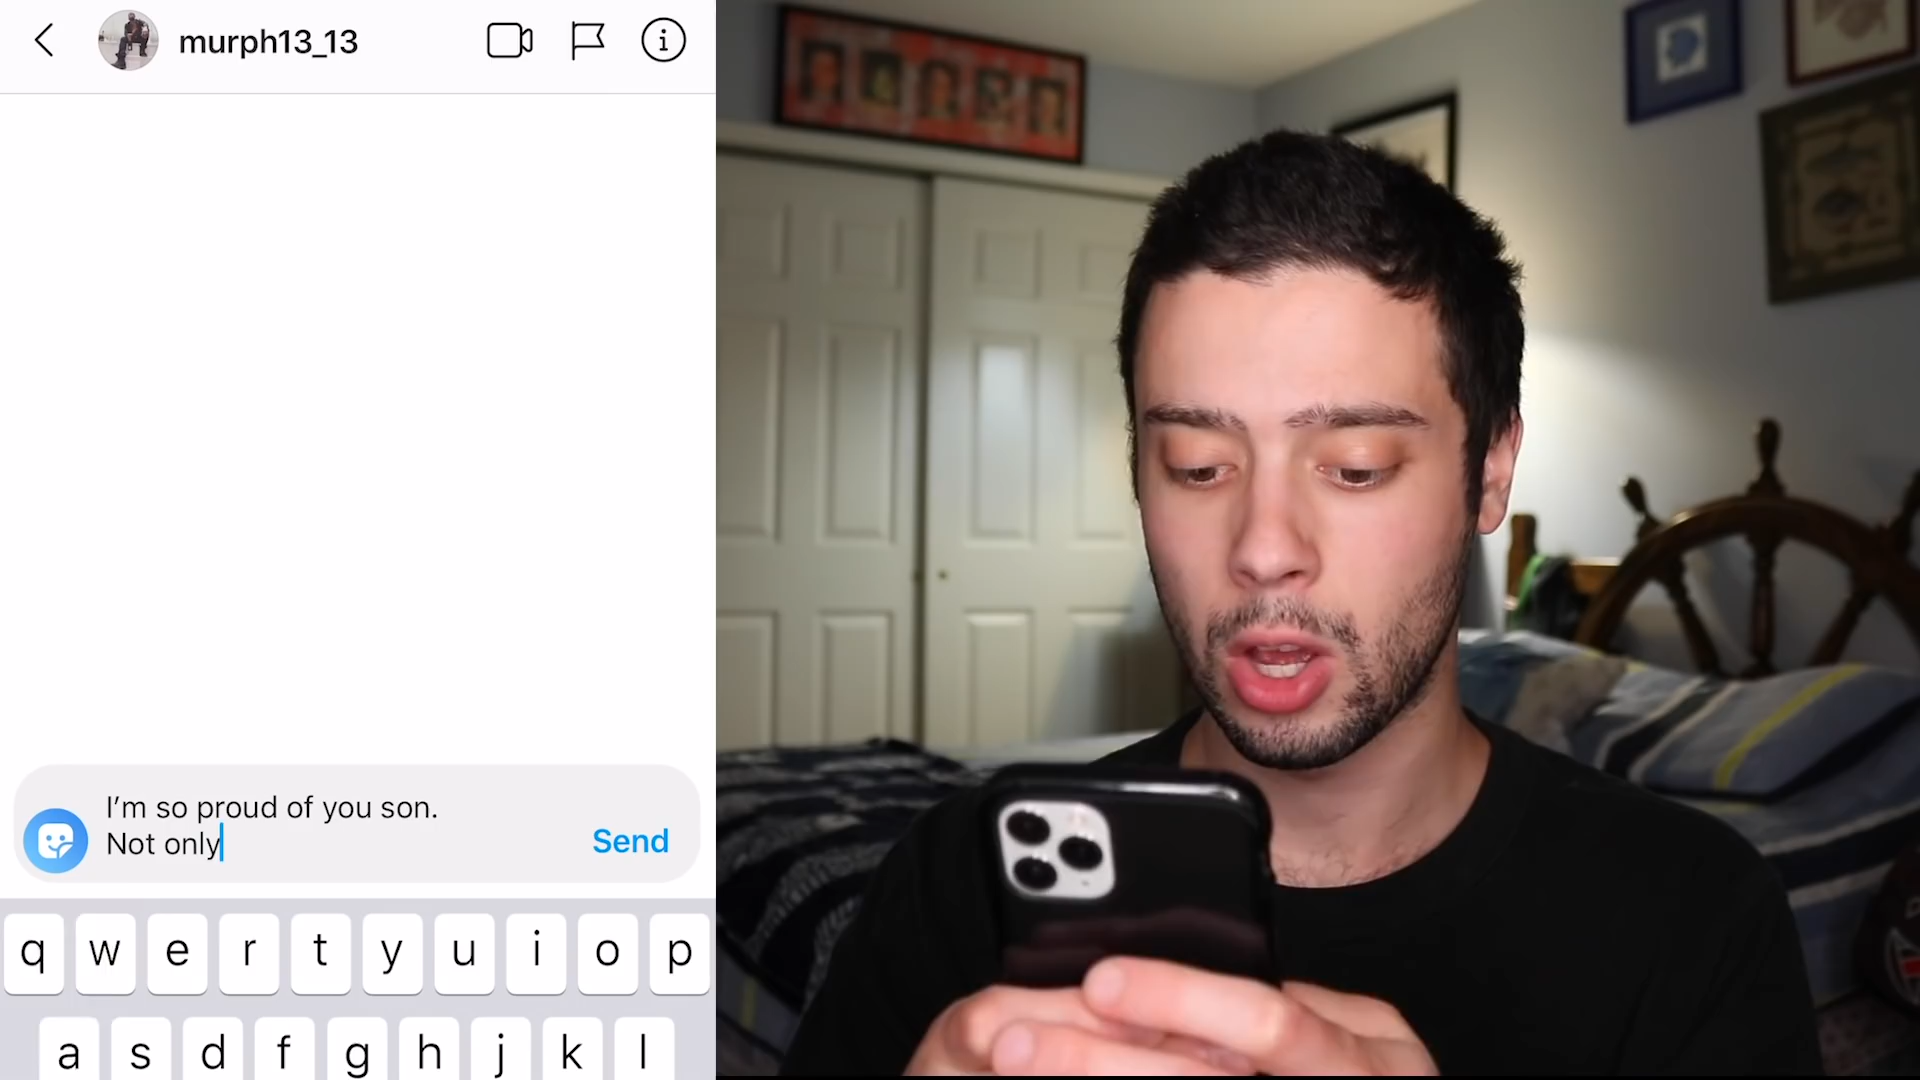 murph13_13
I’m so proud of you son.
Not only
Send
q w e r t y u i o p
a s d f g h j k l